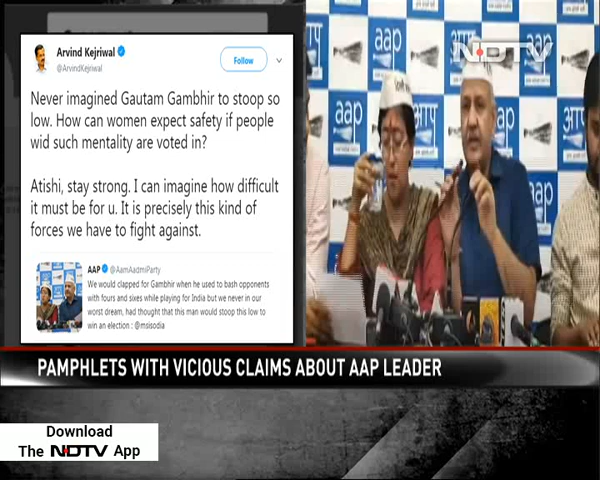 Arvind Kejriwal
@ArvindKejriwal
Follow
Never imagined Gautam Gambhir to stoop so
low. How can women expect safety if people
wid such mentality are voted in?
Atishi, stay strong. I can imagine how difficult
it must be for u. It is precisely this kind of
forces we have to fight against.
AAP @AamAadmiParty
We would clapped for Gambhir when he used to bash opponents
with fours and sixes while playing for India but we never in our
worst dream, had thought that this man would stoop this low to
win an election : @msisodia
NDTV
आप
aap
aap
आप
aap
PAMPHLETS WITH VICIOUS CLAIMS ABOUT AAP LEADER
Download
The NDTV App